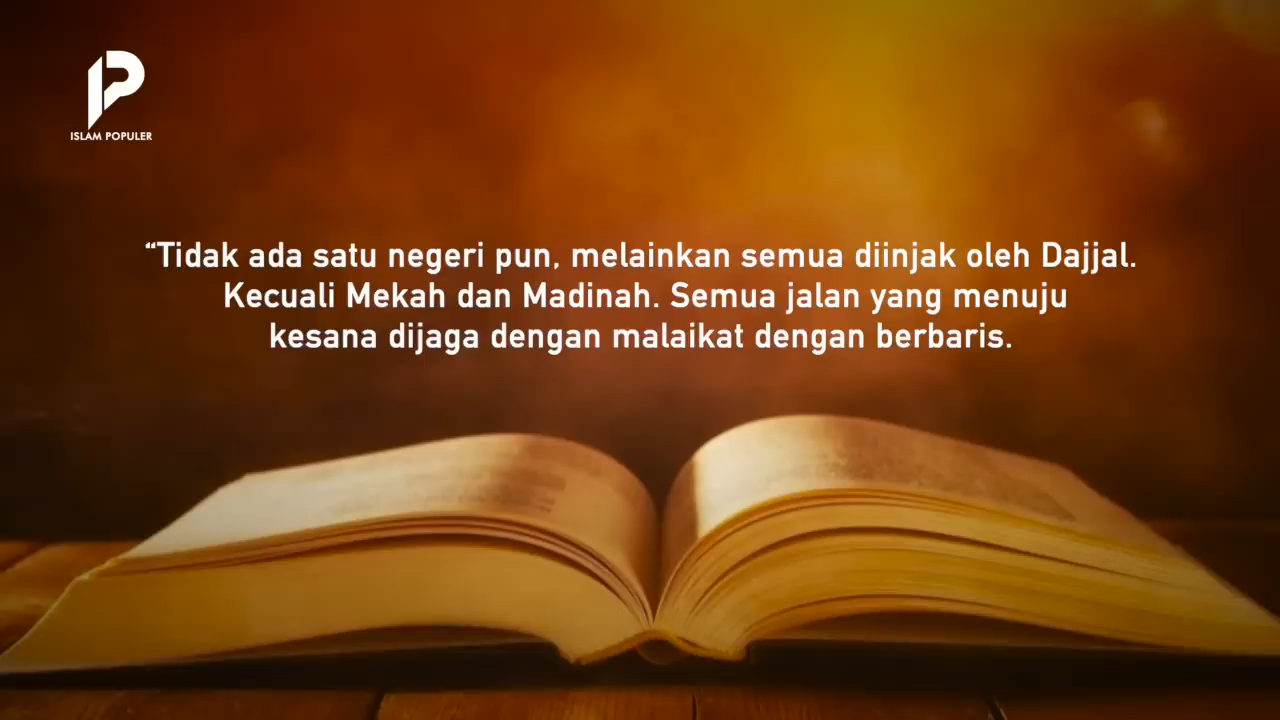 ISLAM POPULER
“Tidak ada satu negeri pun, melainkan semua diinjak oleh Dajjal.
Kecuali Mekah dan Madinah. Semua jalan yang menuju
kesana dijaga dengan malaikat dengan berbaris.